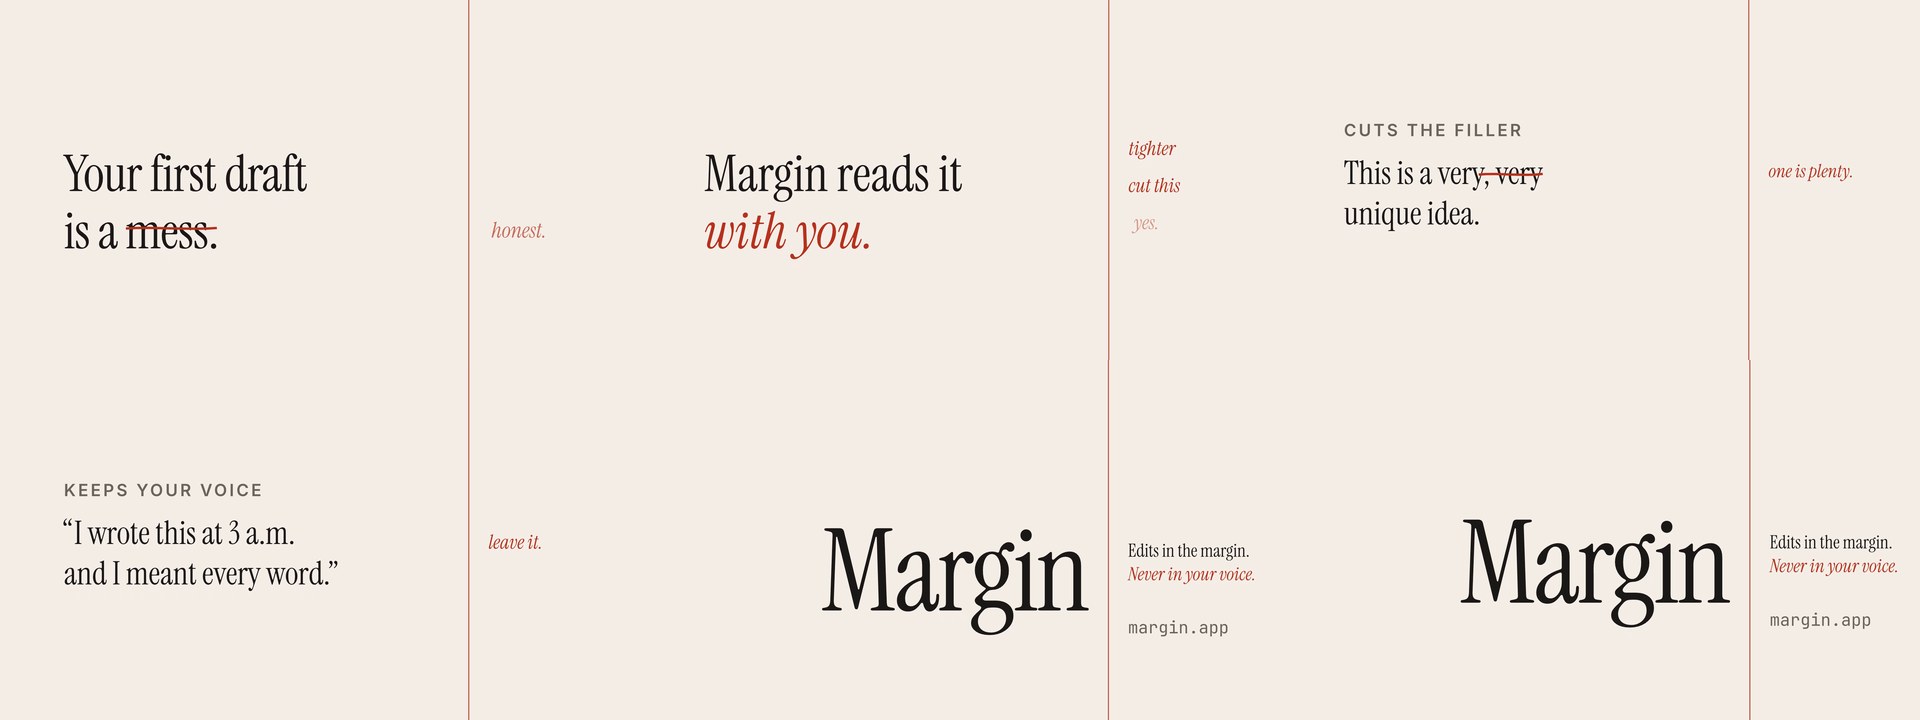 Your first draft
is a mess.
honest.
Margin reads it
with you.
tighter
cut this
yes.
CUTS THE FILLER
This is a very, very
unique idea.
one is plenty.
KEEPS YOUR VOICE
“I wrote this at 3 a.m.
and I meant every word.”
leave it.
Margin
Edits in the margin.
Never in your voice.
margin.app
Margin
Edits in the margin.
Never in your voice.
margin.app